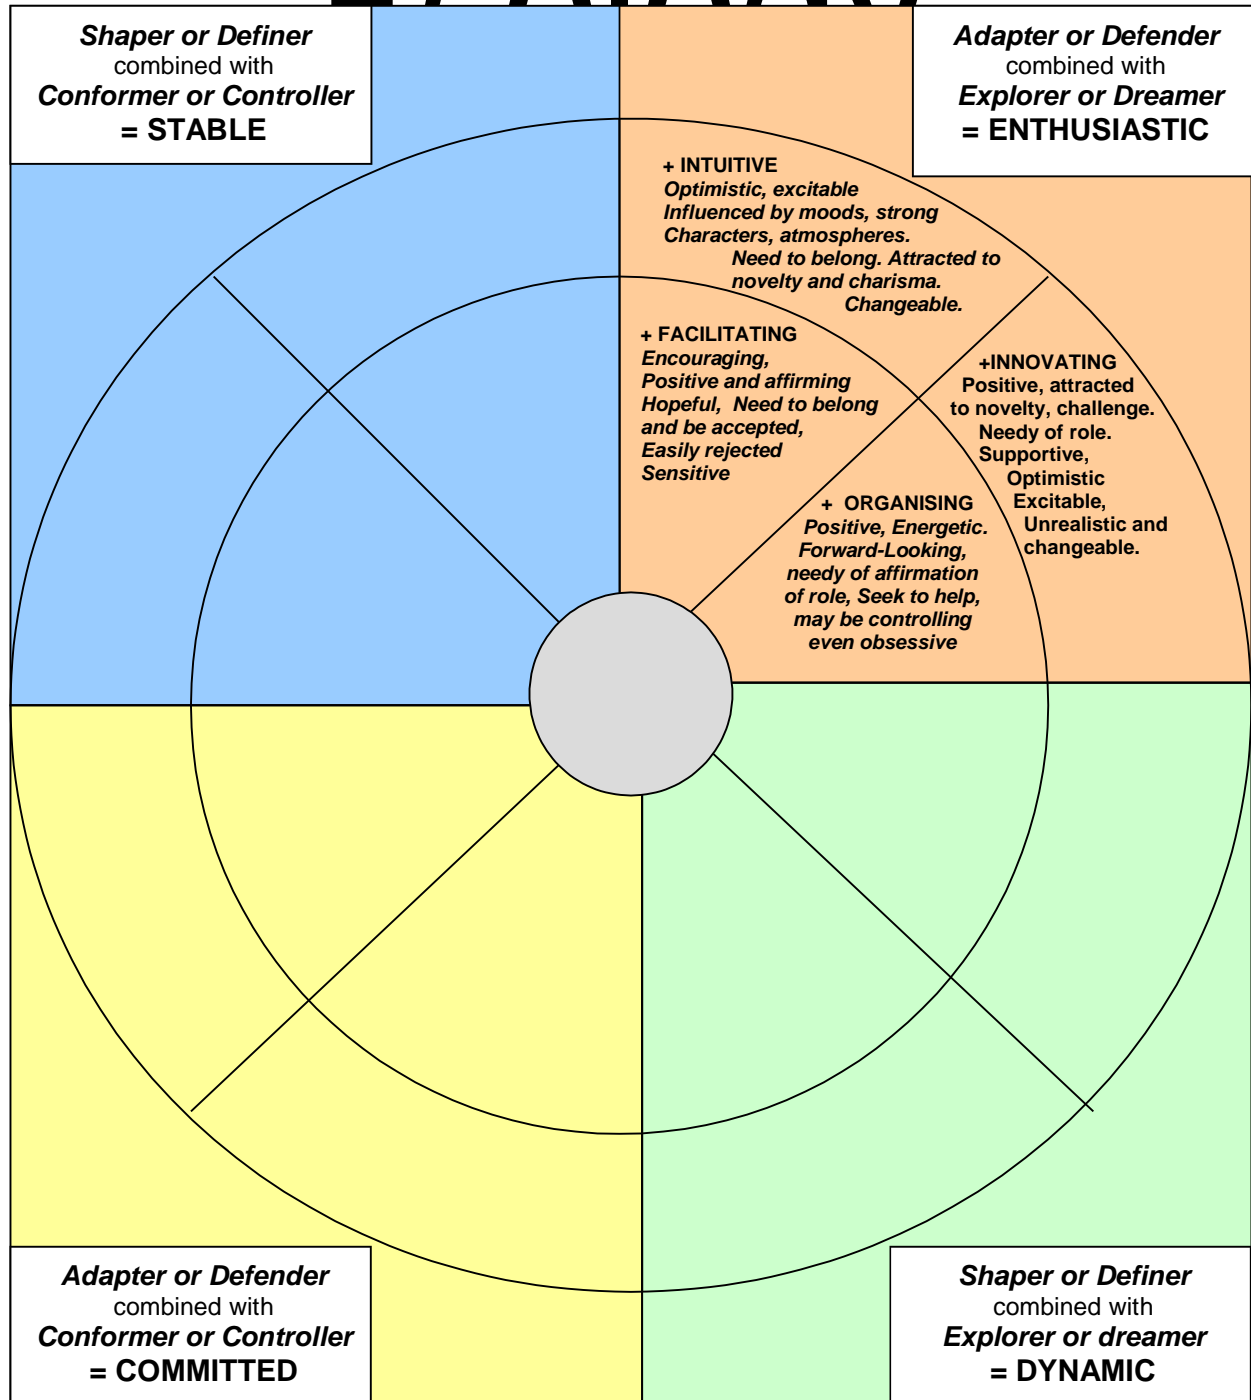 Shaper or Definer
combined with
Conformer or Controller
= STABLE
Adapter or Defender
combined with
Explorer or Dreamer
= ENTHUSIASTIC
+ INTUITIVE
Optimistic, excitable
Influenced by moods, strong
Characters, atmospheres.
Need to belong. Attracted to
novelty and charisma.
Changeable.
+ FACILITATING
Encouraging,
Positive and affirming
Hopeful, Need to belong
and be accepted,
Easily rejected
Sensitive
+INNOVATING
Positive, attracted
to novelty, challenge.
Needy of role.
Supportive,
Optimistic
Excitable,
Unrealistic and
changeable.
+ ORGANISING
Positive, Energetic.
Forward-Looking,
needy of affirmation
of role, Seek to help,
may be controlling
even obsessive
Adapter or Defender
combined with
Conformer or Controller
= COMMITTED
Shaper or Definer
combined with
Explorer or dreamer
= DYNAMIC